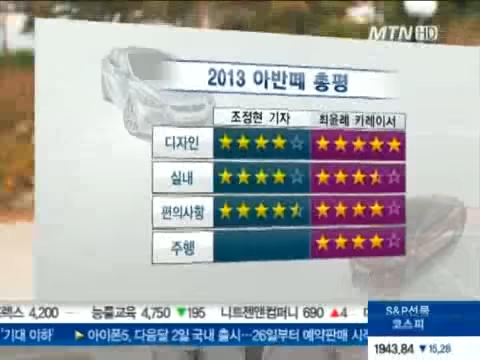 MTN HD
2013 아반떼 총평
조정현 기자 최윤례 카레이서
디자인 ★★★★☆ ★★★★★
실내
편의사항
주행
렉스 4,200 능률교육 4,750 ▼195 니트젠앤컴퍼니 690 ▲4
'기대 이하' ▶ 아이폰5, 다음달 2일 국내 출시…26일부터 예약판매 시작
S&P선물
코스피
1943,84 ▼15,28